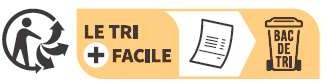 LE TRI
+ FACILE
BAC
DE
TRI